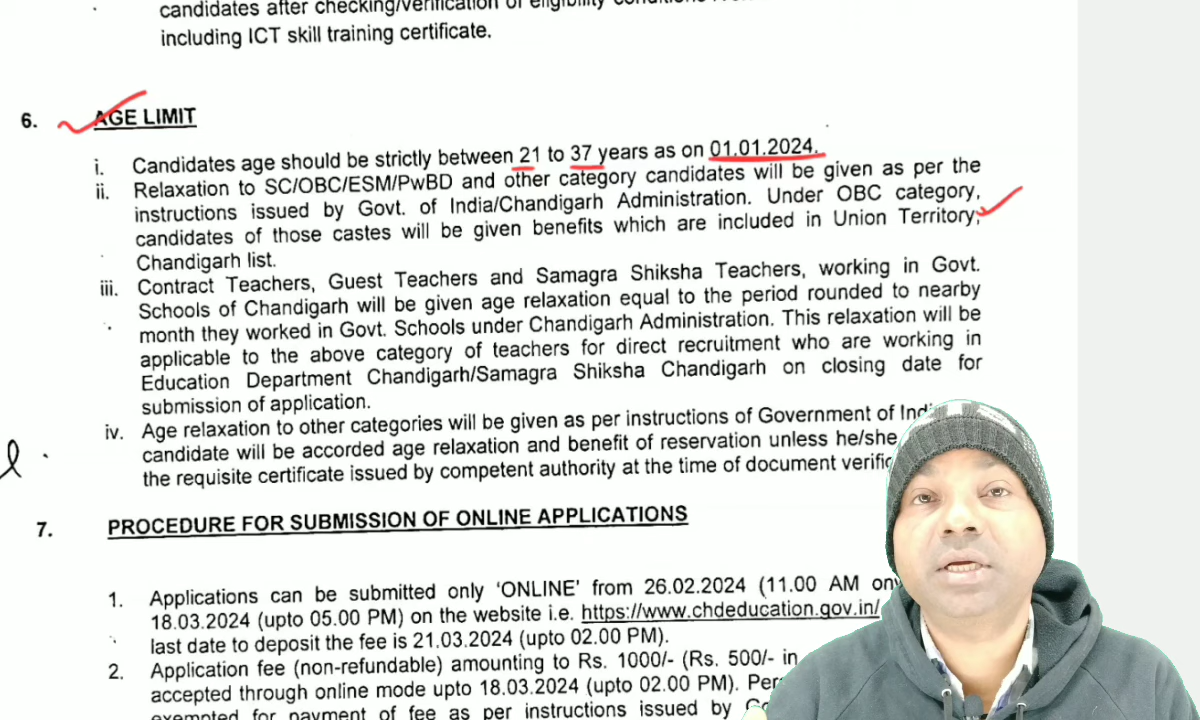 candidates after checking/verification of eligibility
including ICT skill training certificate.
6. AGE LIMIT
i. Candidates age should be strictly between 21 to 37 years as on 01.01.2024.
ii. Relaxation to SC/OBC/ESM/PwBD and other category candidates will be given as per the
instructions issued by Govt. of India/Chandigarh Administration. Under OBC category,
candidates of those castes will be given benefits which are included in Union Territory,
Chandigarh list.
iii. Contract Teachers, Guest Teachers and Samagra Shiksha Teachers, working in Govt.
Schools of Chandigarh will be given age relaxation equal to the period rounded to nearby
month they worked in Govt. Schools under Chandigarh Administration. This relaxation will be
applicable to the above category of teachers for direct recruitment who are working in
Education Department Chandigarh/Samagra Shiksha Chandigarh on closing date for
submission of application.
iv. Age relaxation to other categories will be given as per instructions of Government of
candidate will be accorded age relaxation and benefit of reservation unless he/she
the requisite certificate issued by competent authority at the time of document
7. PROCEDURE FOR SUBMISSION OF ONLINE APPLICATIONS
1. Applications can be submitted only ‘ONLINE’ from 26.02.2024 (11.00 AM
18.03.2024 (upto 05.00 PM) on the website i.e. https://www.chdeducation.gov.in/
last date to deposit the fee is 21.03.2024 (upto 02.00 PM).
2. Application fee (non-refundable) amounting to Rs. 1000/- (Rs. 500/- in
accepted through online mode upto 18.03.2024 (upto 02.00 PM).
exempted for payment of fee as per instructions issued by